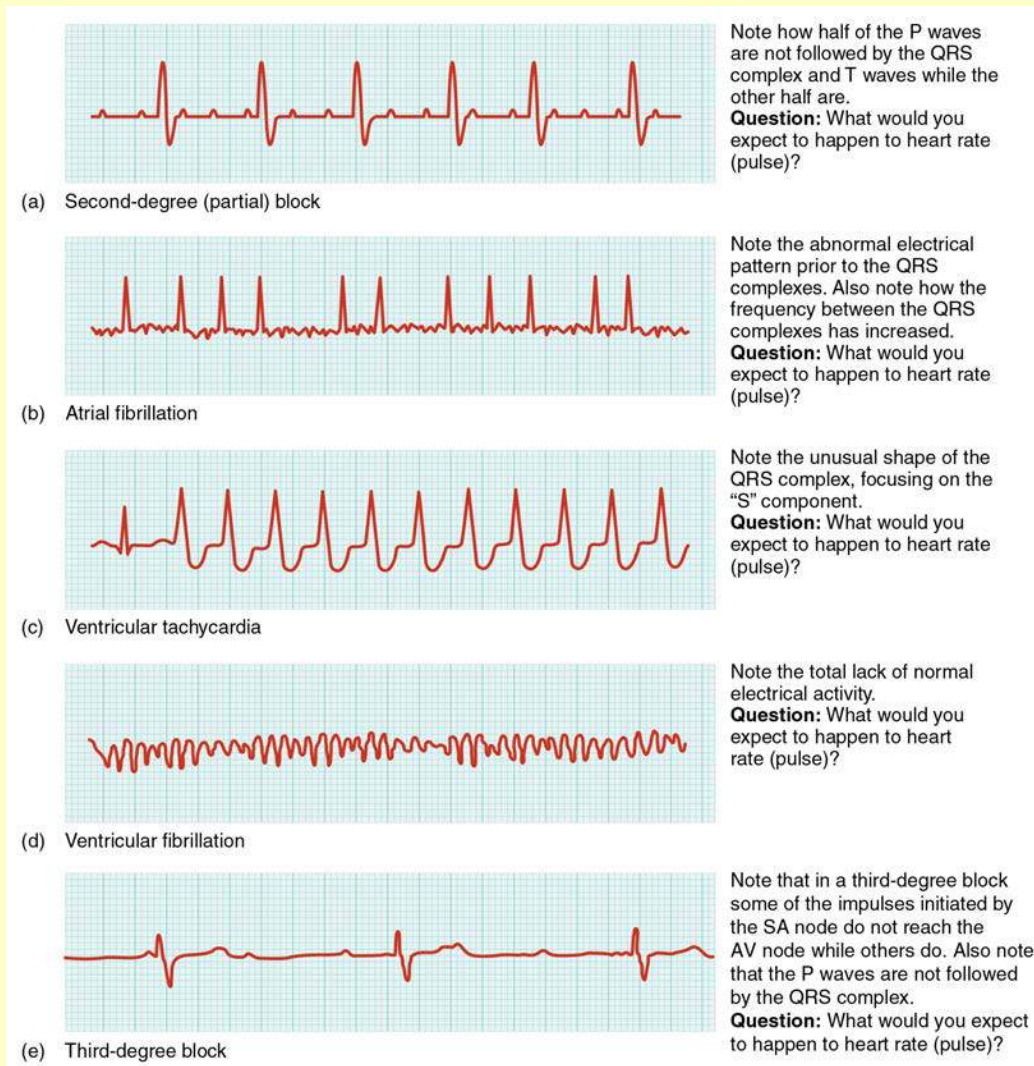 Note how half of the P waves
are not followed by the QRS
complex and T waves while the
other half are.
Question: What would you
expect to happen to heart rate
(pulse)?
(a) Second-degree (partial) block
Note the abnormal electrical
pattern prior to the QRS
complexes. Also note how the
frequency between the QRS
complexes has increased.
Question: What would you
expect to happen to heart rate
(pulse)?
(b) Atrial fibrillation
Note the unusual shape of the
QRS complex, focusing on the
“S” component.
Question: What would you
expect to happen to heart rate
(pulse)?
(c) Ventricular tachycardia
Note the total lack of normal
electrical activity.
Question: What would you
expect to happen to heart
rate (pulse)?
(d) Ventricular fibrillation
Note that in a third-degree block
some of the impulses initiated by
the SA node do not reach the
AV node while others do. Also note
that the P waves are not followed
by the QRS complex.
Question: What would you expect
to happen to heart rate (pulse)?
(e) Third-degree block